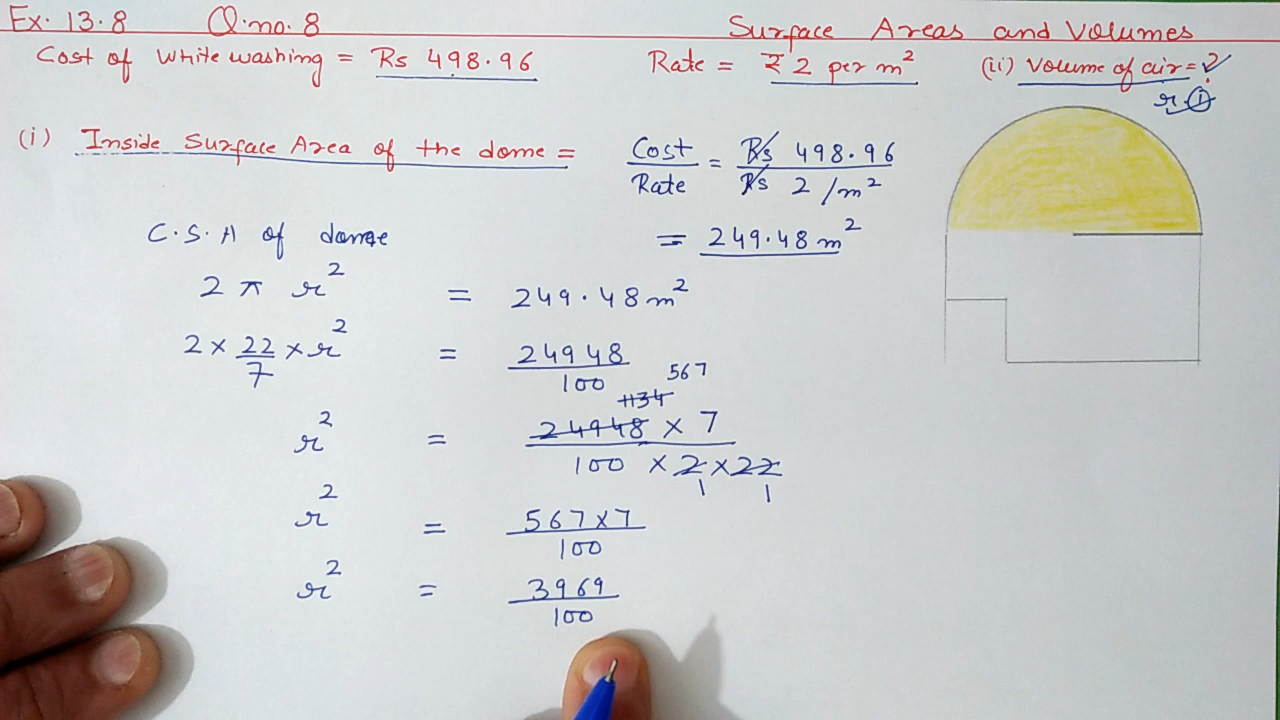 Ex. 13.8 Q.no. 8 Surface Areas and Volumes
Cost of White washing = Rs 498.96 Rate = ₹ 2 per m² (ii) Volume of air = ?
r (i)
(i) Inside Surface Area of the dome = Cost/Rate = Rs 498.96/Rs 2/m²
C.S.A of dome = 249.48 m²
2 π r² = 249.48 m²
2 × 22/7 × r² = 24948/100
1134 567
r² = 24948 × 7/100 × 2 × 22
1 1
r² = 567×7/100
r² = 3969/100